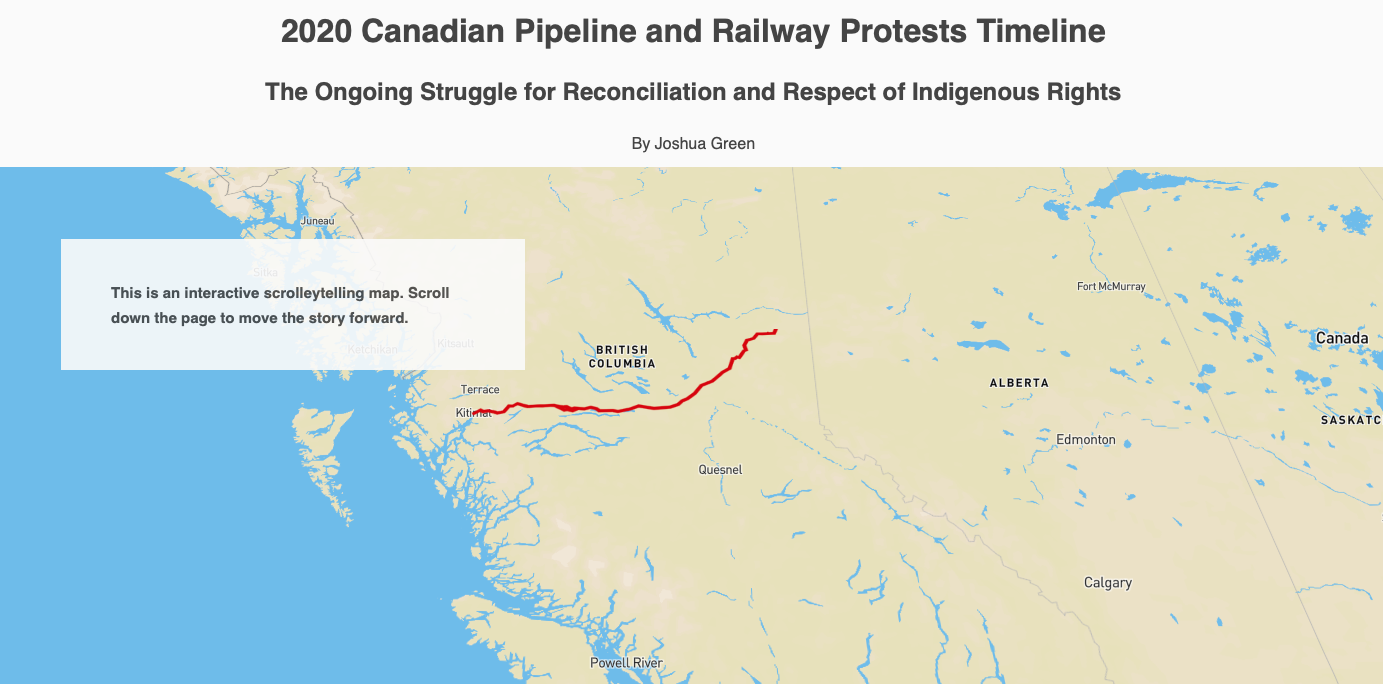 2020 Canadian Pipeline and Railway Protests Timeline
The Ongoing Struggle for Reconciliation and Respect of Indigenous Rights
By Joshua Green
Juneau
Sitka
This is an interactive scrolleytelling map. Scroll
down the page to move the story forward.
Fort McMurray
Canada
Ketchikan
Kitsault
BRITISH
COLUMBIA
ALBERTA
Terrace
Kitimat
SASKATC
Edmonton
Quesnel
Calgary
Powell River